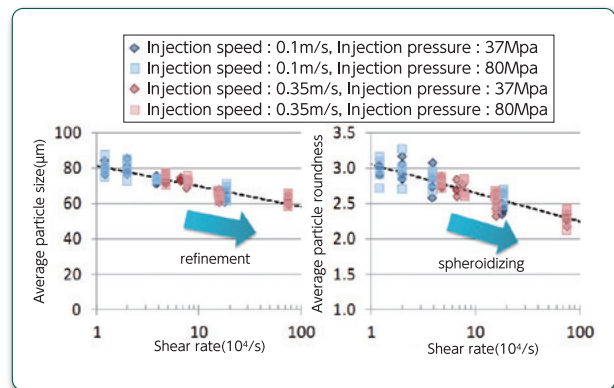 Injection speed : 0.1m/s, Injection pressure : 37Mpa
Injection speed : 0.1m/s, Injection pressure : 80Mpa
Injection speed : 0.35m/s, Injection pressure : 37Mpa
Injection speed : 0.35m/s, Injection pressure : 80Mpa
Average particle size(μm)
100
80
60
40
20
0
refinement
1 10 100
Shear rate(10⁴/s)
Average particle roundness
3.5
3.0
2.5
2.0
1.5
1.0
spheroidizing
1 10 100
Shear rate(10⁴/s)